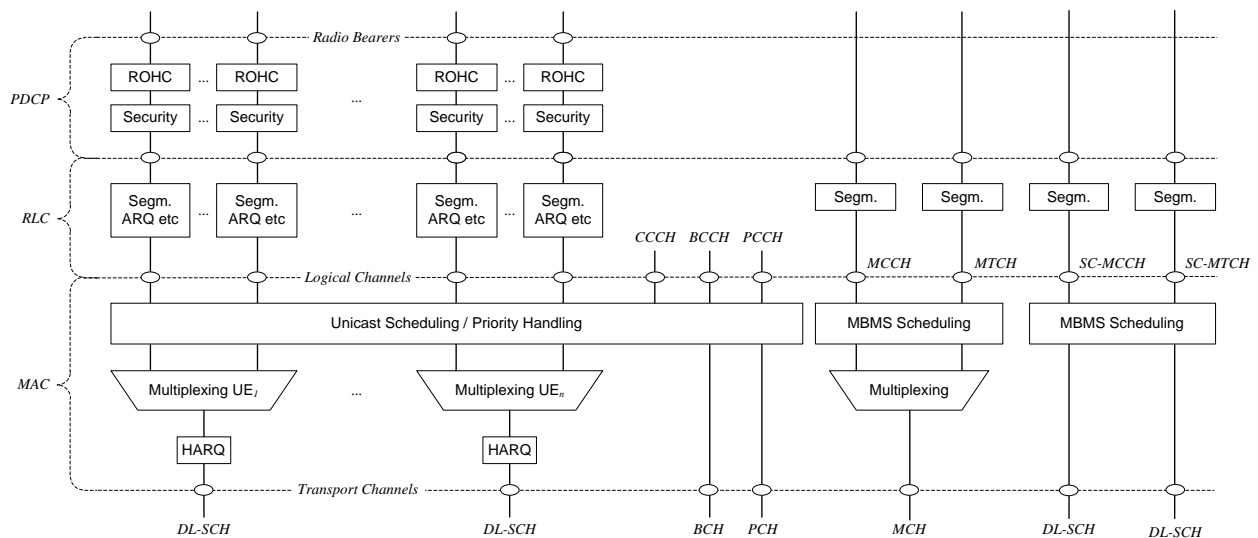 Radio Bearers
ROHC ... ROHC ROHC ... ROHC
PDCP ...
Security ... Security Security ... Security
Segm. Segm. Segm. Segm.
Segm. ARQ etc ... Segm. ARQ etc ... Segm. ARQ etc ... Segm. ARQ etc
RLC
CCCH BCCH PCCH
MCCH MTCH SC-MCCH SC-MTCH
Logical Channels
Unicast Scheduling / Priority Handling MBMS Scheduling MBMS Scheduling
MAC
Multiplexing UE1 ... Multiplexing UEn Multiplexing
HARQ HARQ
Transport Channels
DL-SCH DL-SCH BCH PCH MCH DL-SCH DL-SCH